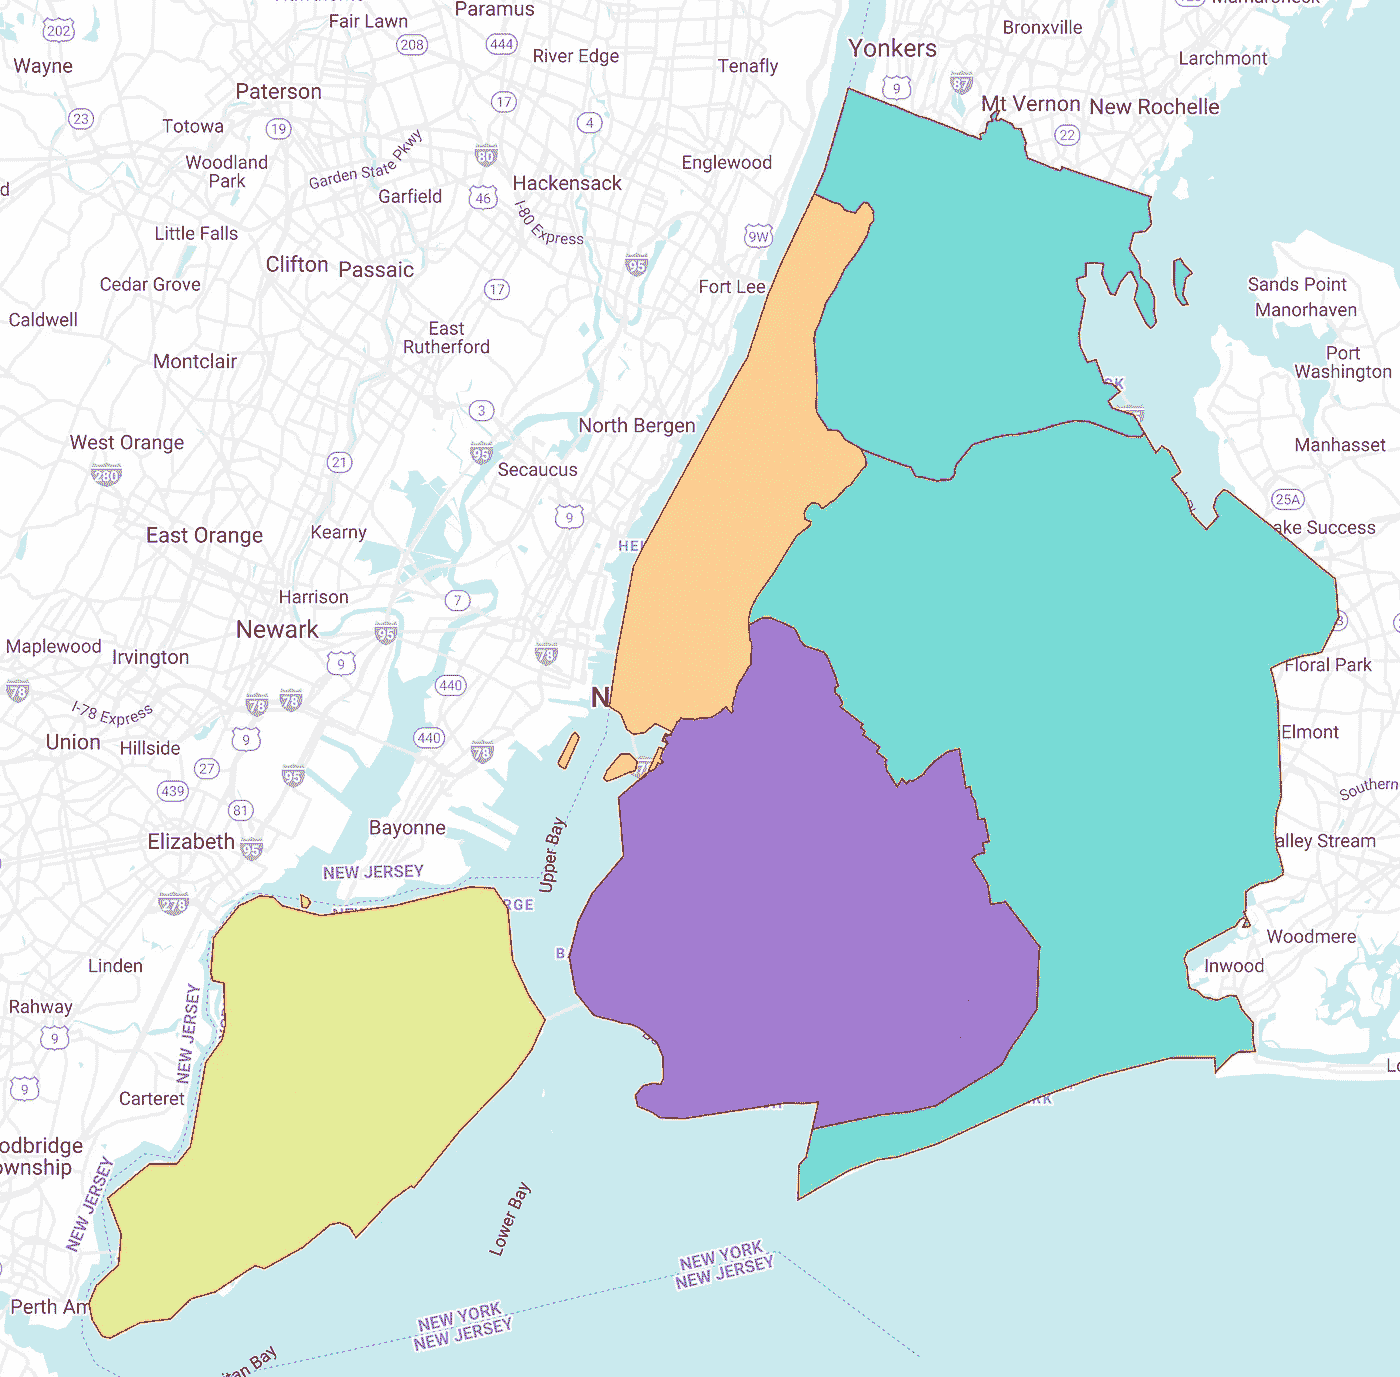 Paramus
Fair Lawn
202
208
444
River Edge
Wayne
Tenafly
Yonkers
Bronxville
Larchmont
9
87
Paterson
17
Mt Vernon
New Rochelle
23
Totowa
19
4
22
Woodland
Park
Garden State Pkwy
80
Englewood
Hackensack
Garfield
46
I-80 Express
Little Falls
9W
Clifton
Passaic
95
Cedar Grove
17
Fort Lee
Sands Point
Manorhaven
Caldwell
East
Rutherford
Montclair
Port
Washington
3
North Bergen
West Orange
Manhasset
280
21
95
Secaucus
25A
9
ake Success
East Orange
Kearny
HE
Harrison
7
Newark
95
Maplewood
Irvington
9
78
Floral Park
78
440
N
I-78 Express
78
78
Union
Hillside
9
440
78
Elmont
27
95
439
81
Southern
Elizabeth
95
Bayonne
Upper Bay
alley Stream
NEW JERSEY
278
RGE
B
Woodmere
Linden
Inwood
Rahway
NEW JERSEY
9
9
Carteret
RK
odbridge
ownship
NEW JERSEY
Lower Bay
NEW YORK
NEW JERSEY
Perth Am
NEW YORK
NEW JERSEY
itan Bay